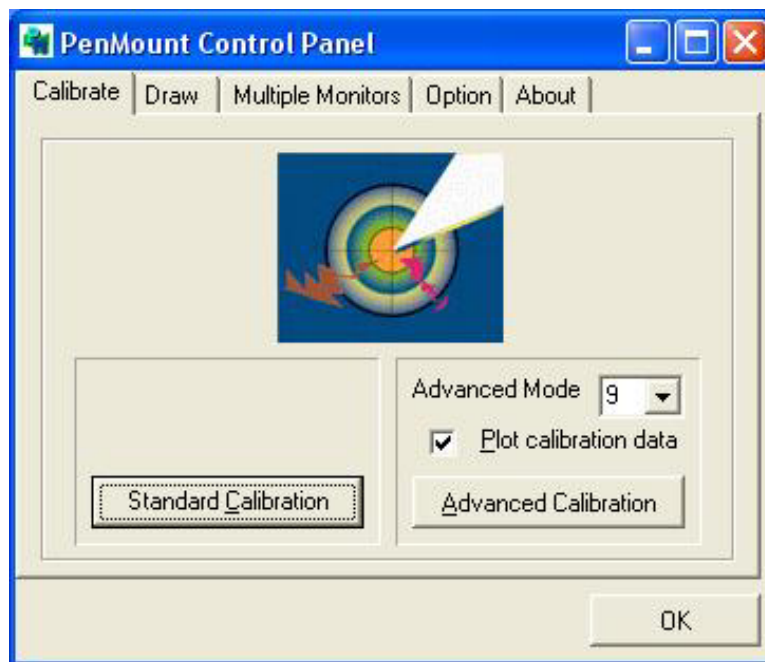 PenMount Control Panel
Calibrate Draw Multiple Monitors Option About
Advanced Mode 9
Plot calibration data
Standard Calibration Advanced Calibration
OK